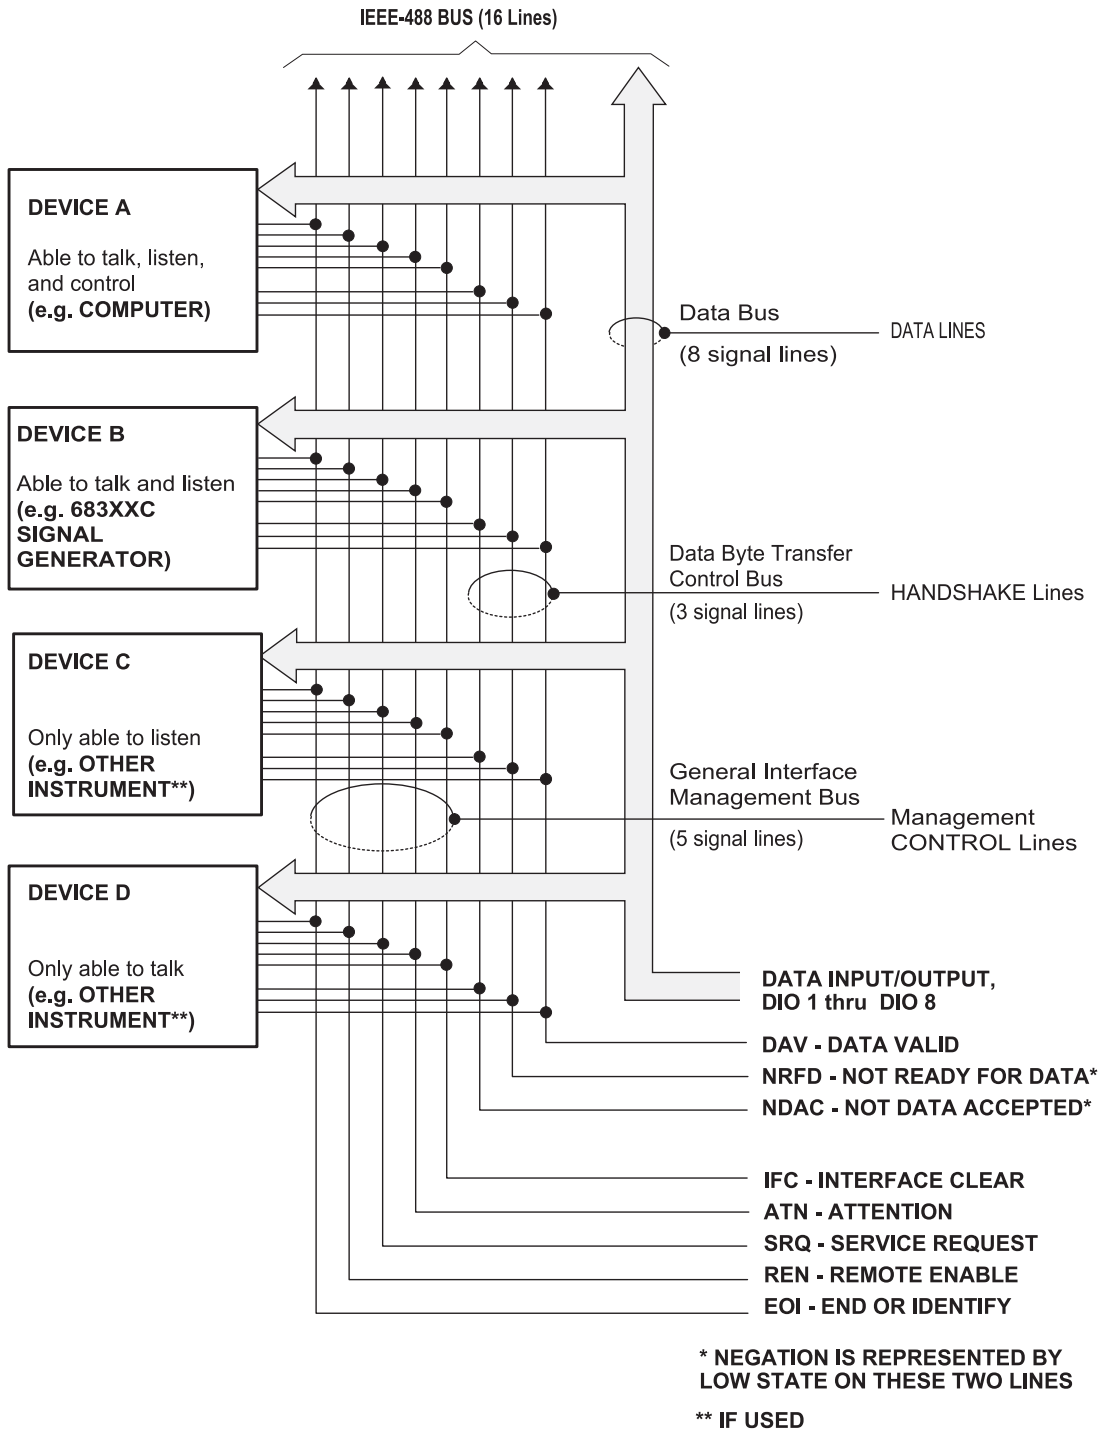 IEEE-488 BUS (16 Lines)
DEVICE A
Able to talk, listen,
and control
(e.g. COMPUTER)
Data Bus
(8 signal lines)
DATA LINES
DEVICE B
Able to talk and listen
(e.g. 683XXC
SIGNAL
GENERATOR)
Data Byte Transfer
Control Bus
(3 signal lines)
HANDSHAKE Lines
DEVICE C
Only able to listen
(e.g. OTHER
INSTRUMENT**)
General Interface
Management Bus
(5 signal lines)
Management
CONTROL Lines
DEVICE D
Only able to talk
(e.g. OTHER
INSTRUMENT**)
DATA INPUT/OUTPUT,
DIO 1 thru DIO 8
DAV - DATA VALID
NRFD - NOT READY FOR DATA*
NDAC - NOT DATA ACCEPTED*
IFC - INTERFACE CLEAR
ATN - ATTENTION
SRQ - SERVICE REQUEST
REN - REMOTE ENABLE
EOI - END OR IDENTIFY
* NEGATION IS REPRESENTED BY
LOW STATE ON THESE TWO LINES
** IF USED